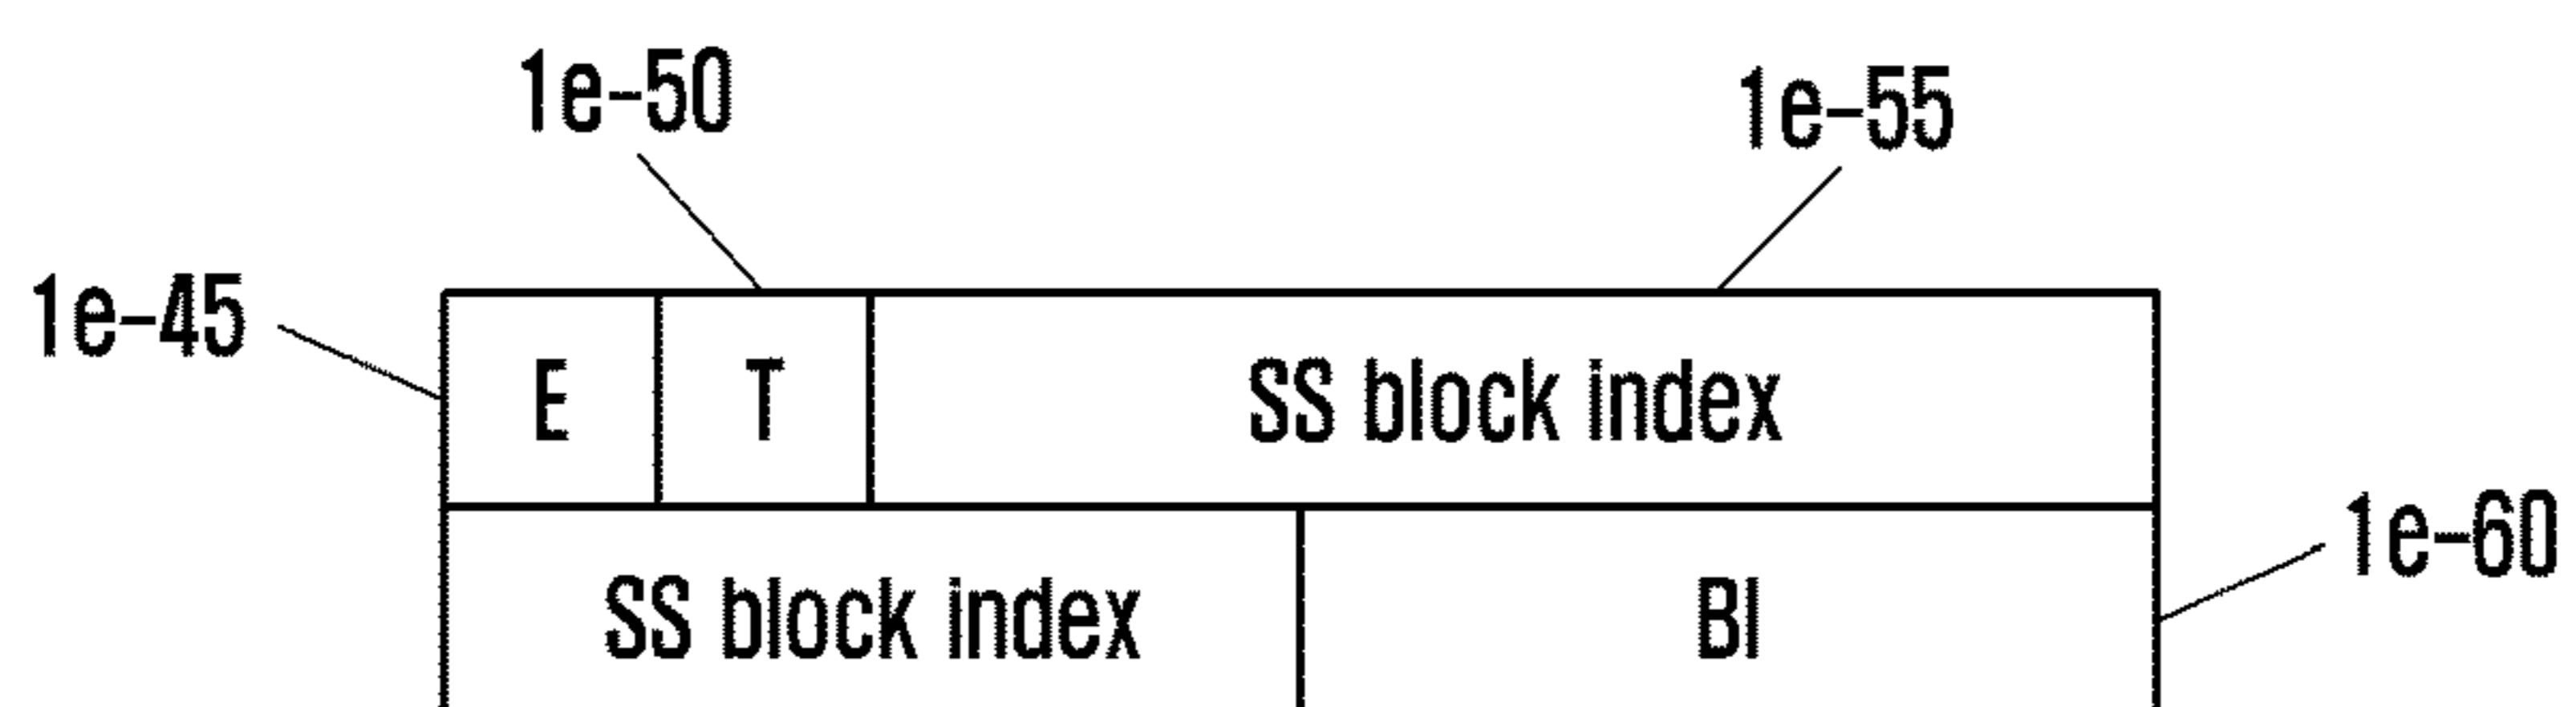 1e-50
1e-55
1e-45
E T SS block index
1e-60
SS block index BI